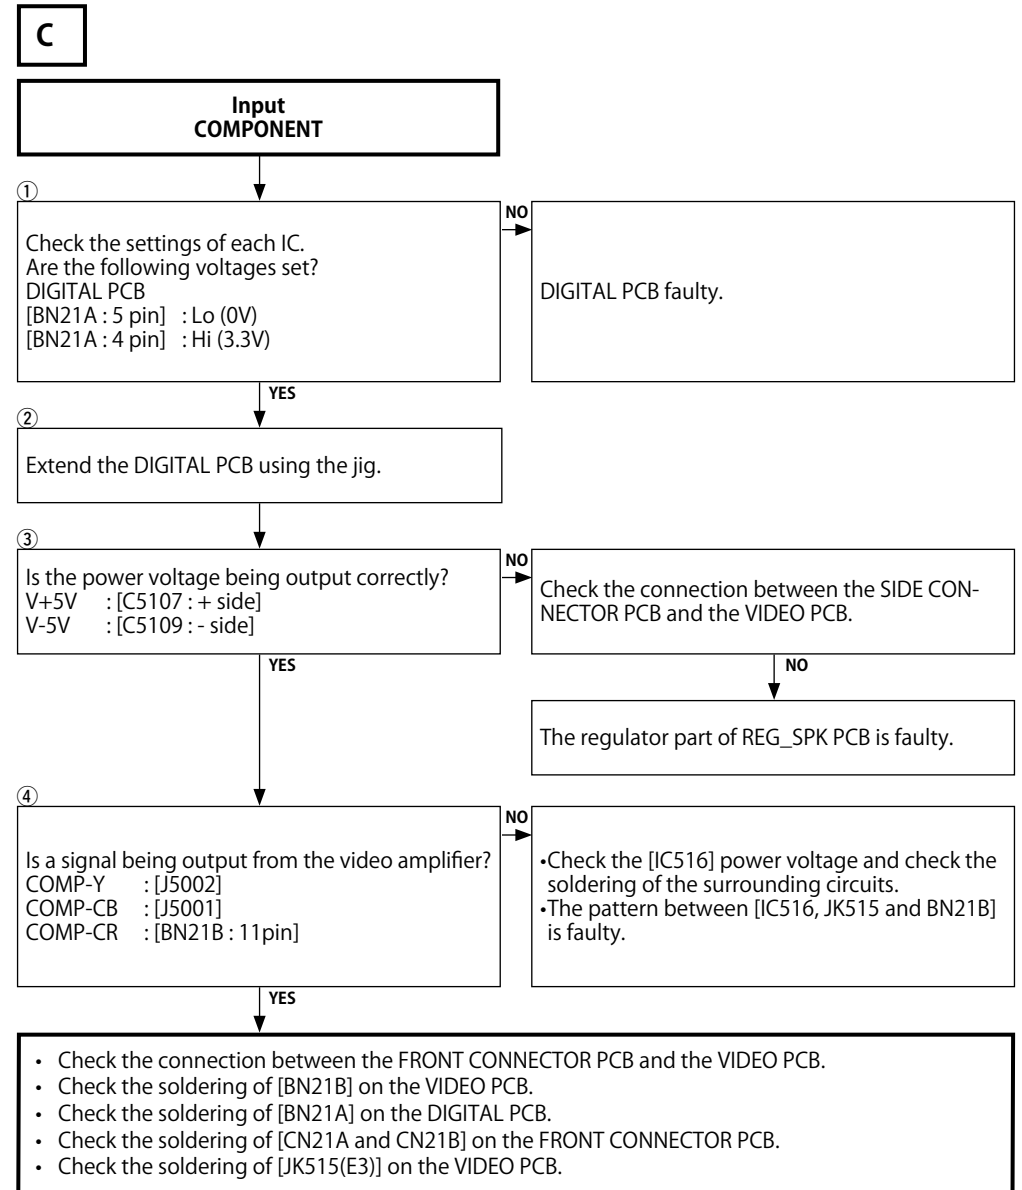 C
Input
COMPONENT
①
Check the settings of each IC.
Are the following voltages set?
DIGITAL PCB
[BN21A : 5 pin] : Lo (0V)
[BN21A : 4 pin] : Hi (3.3V)
NO
DIGITAL PCB faulty.
YES
②
Extend the DIGITAL PCB using the jig.
③
Is the power voltage being output correctly?
V+5V : [C5107 : + side]
V-5V : [C5109 : - side]
NO
Check the connection between the SIDE CON-
NECTOR PCB and the VIDEO PCB.
YES
NO
The regulator part of REG_SPK PCB is faulty.
④
Is a signal being output from the video amplifier?
COMP-Y : [J5002]
COMP-CB : [J5001]
COMP-CR : [BN21B : 11pin]
NO
•Check the [IC516] power voltage and check the
soldering of the surrounding circuits.
•The pattern between [IC516, JK515 and BN21B]
is faulty.
YES
• Check the connection between the FRONT CONNECTOR PCB and the VIDEO PCB.
• Check the soldering of [BN21B] on the VIDEO PCB.
• Check the soldering of [BN21A] on the DIGITAL PCB.
• Check the soldering of [CN21A and CN21B] on the FRONT CONNECTOR PCB.
• Check the soldering of [JK515(E3)] on the VIDEO PCB.